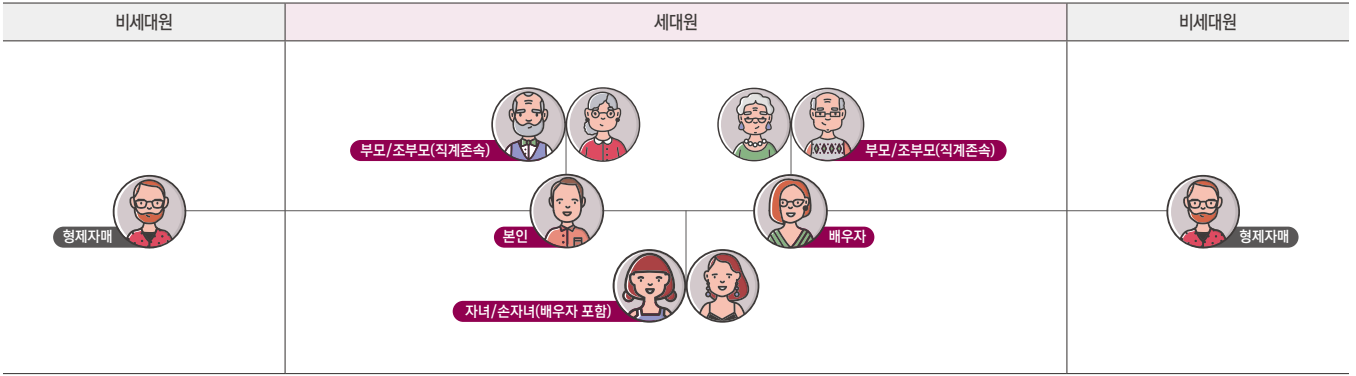 비세대원
세대원
비세대원
부모/조부모(직계존속)
부모/조부모(직계존속)
형제자매
본인
배우자
형제자매
자녀/손자녀(배우자 포함)